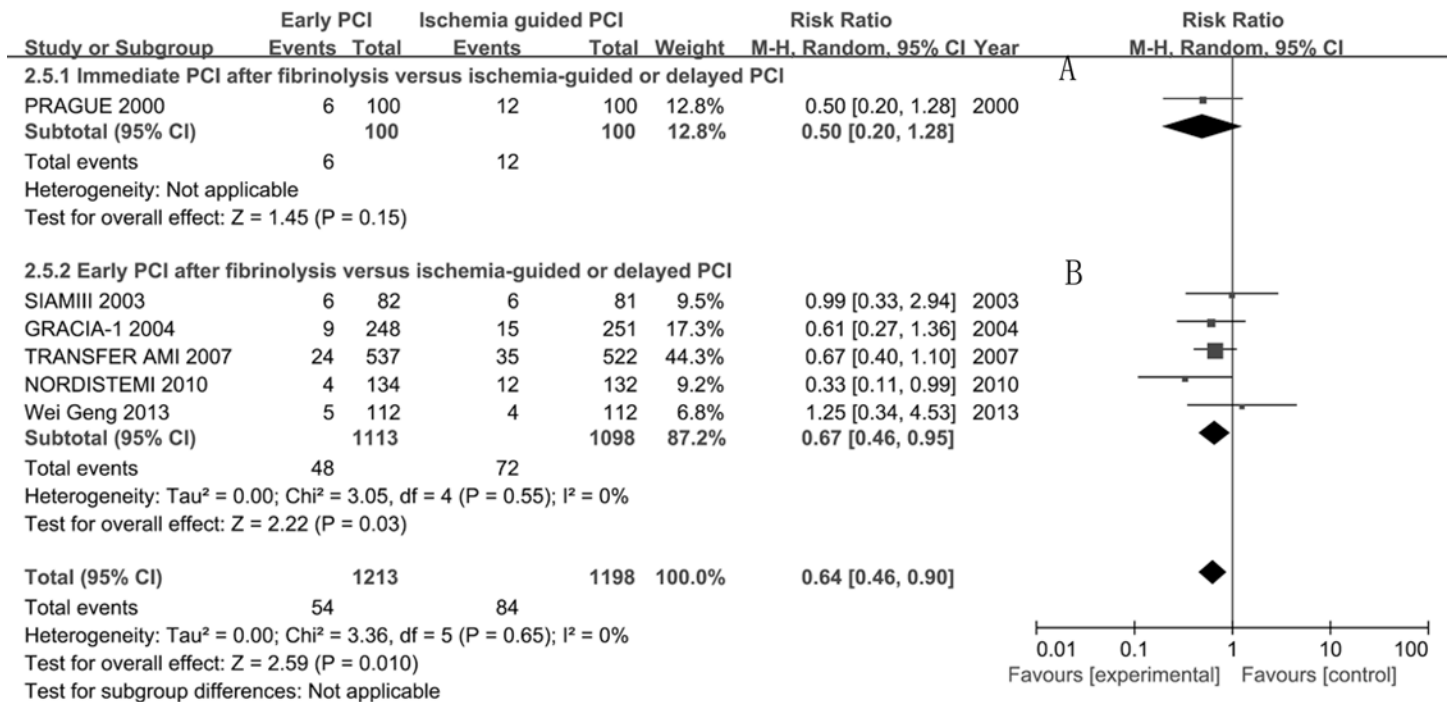 Early PCI Ischemia guided PCI Risk Ratio Risk Ratio
Study or Subgroup Events Total Events Total Weight M-H, Random, 95% CI Year M-H, Random, 95% CI
2.5.1 Immediate PCI after fibrinolysis versus ischemia-guided or delayed PCI A
PRAGUE 2000 6 100 12 100 12.8% 0.50 [0.20, 1.28] 2000
Subtotal (95% CI) 100 100 12.8% 0.50 [0.20, 1.28]
Total events 6 12
Heterogeneity: Not applicable
Test for overall effect: Z = 1.45 (P = 0.15)
2.5.2 Early PCI after fibrinolysis versus ischemia-guided or delayed PCI B
SIAMIII 2003 6 82 6 81 9.5% 0.99 [0.33, 2.94] 2003
GRACIA-1 2004 9 248 15 251 17.3% 0.61 [0.27, 1.36] 2004
TRANSFER AMI 2007 24 537 35 522 44.3% 0.67 [0.40, 1.10] 2007
NORDISTEMI 2010 4 134 12 132 9.2% 0.33 [0.11, 0.99] 2010
Wei Geng 2013 5 112 4 112 6.8% 1.25 [0.34, 4.53] 2013
Subtotal (95% CI) 1113 1098 87.2% 0.67 [0.46, 0.95]
Total events 48 72
Heterogeneity: Tau² = 0.00; Chi² = 3.05, df = 4 (P = 0.55); I² = 0%
Test for overall effect: Z = 2.22 (P = 0.03)
Total (95% CI) 1213 1198 100.0% 0.64 [0.46, 0.90]
Total events 54 84
Heterogeneity: Tau² = 0.00; Chi² = 3.36, df = 5 (P = 0.65); I² = 0%
Test for overall effect: Z = 2.59 (P = 0.010)
Test for subgroup differences: Not applicable
0.01 0.1 1 10 100
Favours [experimental] Favours [control]